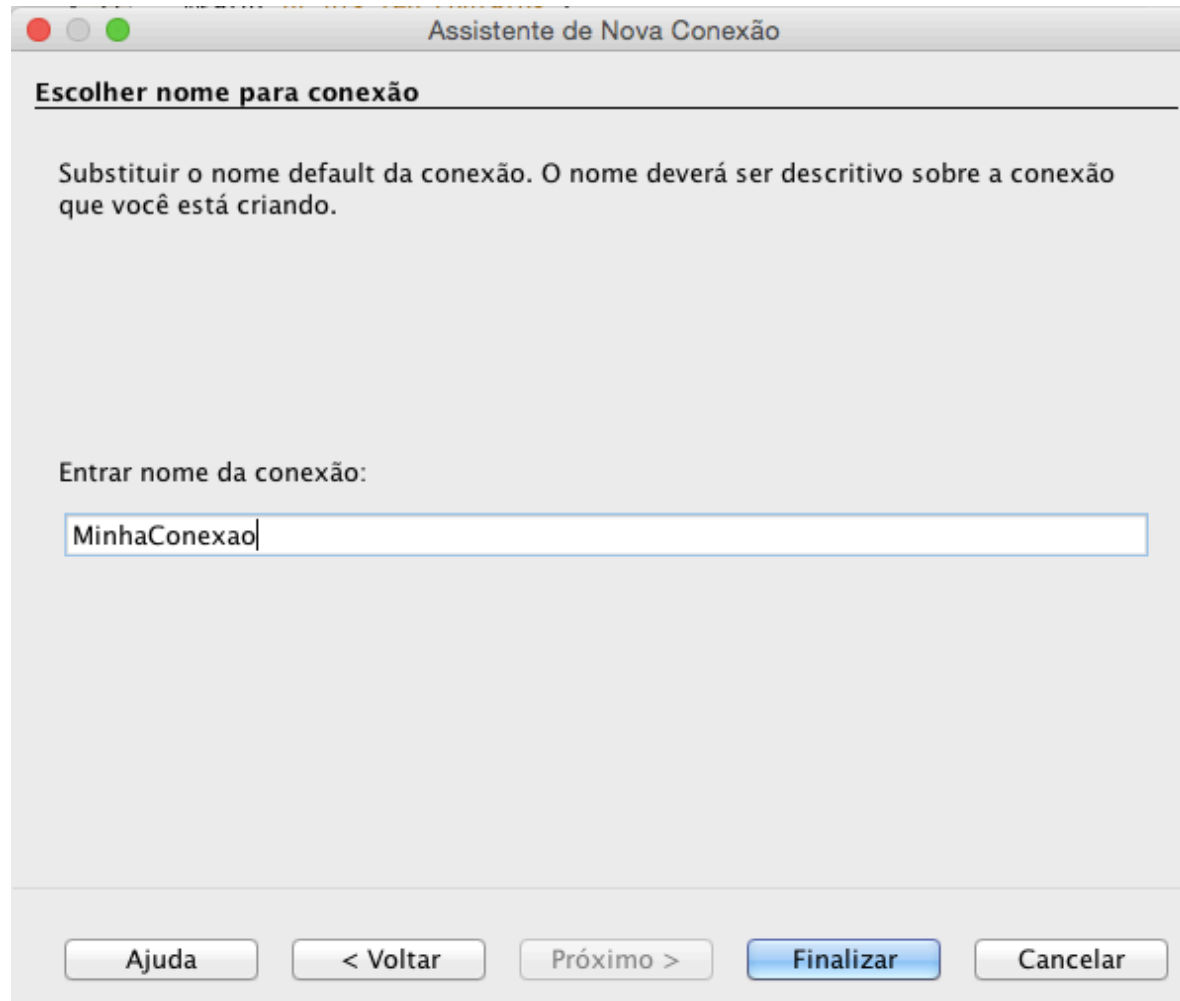 Assistente de Nova Conexão
Escolher nome para conexão
Substituir o nome default da conexão. O nome deverá ser descritivo sobre a conexão
que você está criando.
Entrar nome da conexão:
MinhaConexao
Ajuda < Voltar Próximo > Finalizar Cancelar